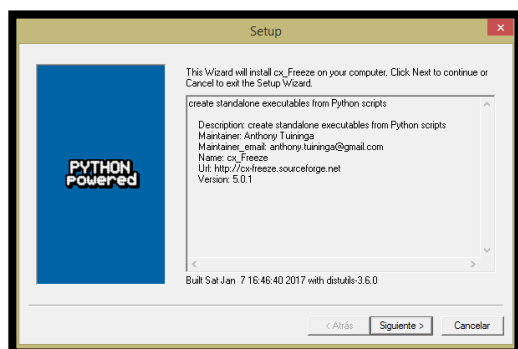 Setup
This Wizard will install cx_Freeze on your computer. Click Next to continue or
Cancel to exit the Setup Wizard.
create standalone executables from Python scripts
Description: create standalone executables from Python scripts
Maintainer: Anthony Tuininga
Maintainer_email: anthony.tuininga@gmail.com
Name: cx_Freeze
Url: http://cx-freeze.sourceforge.net
Version: 5.0.1
PYTHON
Powered
Built Sat Jan 7 16:46:40 2017 with distutils-3.6.0
< Atrás
Siguiente >
Cancelar